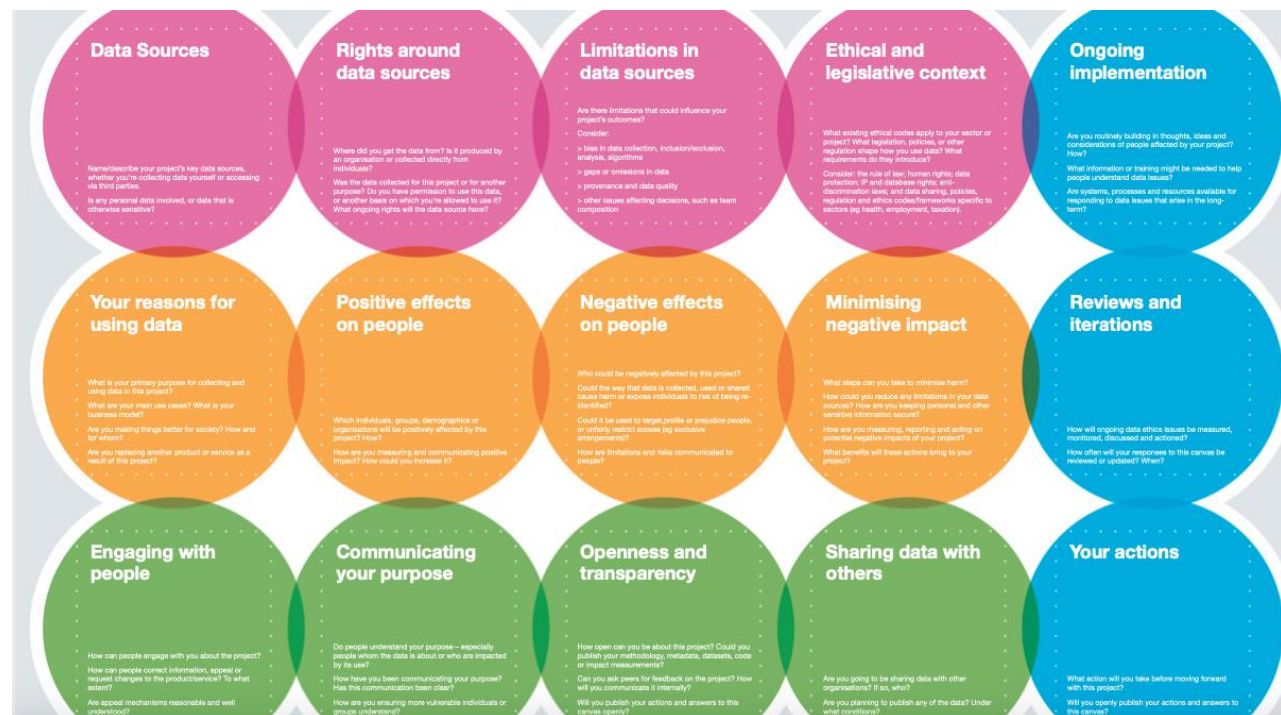 Data Sources
Name/describe your project's key data sources,
whether you're collecting data yourself or accessing
via third parties.
Is any personal data involved, or data that is
otherwise sensitive?
Rights around
data sources
Where did you get the data from? Is it produced by
an organisation or collected directly from
individuals?
Was the data collected for this project or for another
purpose? Do you have permission to use this data,
or another basis on which you're allowed to use it?
What ongoing rights will the data source have?
Limitations in
data sources
Are there limitations that could influence your
project's outcomes?
Consider:
> bias in data collection, inclusion/exclusion,
analysis, algorithms
> gaps or omissions in data
> provenance and data quality
> other issues affecting decisions, such as team
composition
Ethical and
legislative context
What existing ethical codes apply to your sector or
project? What legislation, policies, or other
regulation shape how you use data? What
requirements do they introduce?
Consider: the rule of law; human rights; data
protection; IP and database rights; anti-
discrimination laws; and data sharing, policies,
regulation and ethics codes/frameworks specific to
sectors (eg health, employment, taxation).
Ongoing
implementation
Are you routinely building in thoughts, ideas and
considerations of people affected by your project?
How?
What information or training might be needed to help
people understand data issues?
Are systems, processes and resources available for
responding to data issues that arise in the long-
term?
Your reasons for
using data
What is your primary purpose for collecting and
using data in this project?
What are your main use cases? What is your
business model?
Are you making things better for society? How and
for whom?
Are you replacing another product or service as a
result of this project?
Positive effects
on people
Which individuals, groups, demographics or
organisations will be positively affected by this
project? How?
How are you measuring and communicating positive
impact? How could you increase it?
Negative effects
on people
Who could be negatively affected by this project?
Could the way that data is collected, used or shared
cause harm or expose individuals to risk of being re-
identified?
Could it be used to target,profile or prejudice people,
or unfairly restrict access (eg exclusive
arrangements)?
How are limitations and risks communicated to
people?
Minimising
negative impact
What steps can you take to minimise harm?
How could you reduce any limitations in your data
sources? How are you keeping personal and other
sensitive information secure?
How are you measuring, reporting and acting on
potential negative impacts of your project?
What benefits will these actions bring to your
project?
Reviews and
iterations
How will ongoing data ethics issues be measured,
monitored, discussed and actioned?
How often will your responses to this canvas be
reviewed or updated? When?
Engaging with
people
How can people engage with you about the project?
How can people correct information, appeal or
request changes to the product/service? To what
extent?
Are appeal mechanisms reasonable and well
understood?
Communicating
your purpose
Do people understand your purpose – especially
people whom the data is about or who are impacted
by its use?
How have you been communicating your purpose?
Has this communication been clear?
How are you ensuring more vulnerable individuals or
groups understand?
Openness and
transparency
How open can you be about this project? Could you
publish your methodology, metadata, datasets, code
or impact measurements?
Can you ask peers for feedback on the project? How
will you communicate it internally?
Will you publish your actions and answers to this
canvas openly?
Sharing data with
others
Are you going to be sharing data with other
organisations? If so, who?
Are you planning to publish any of the data? Under
what conditions?
Your actions
What action will you take before moving forward
with this project?
Will you openly publish your actions and answers to
this canvas?